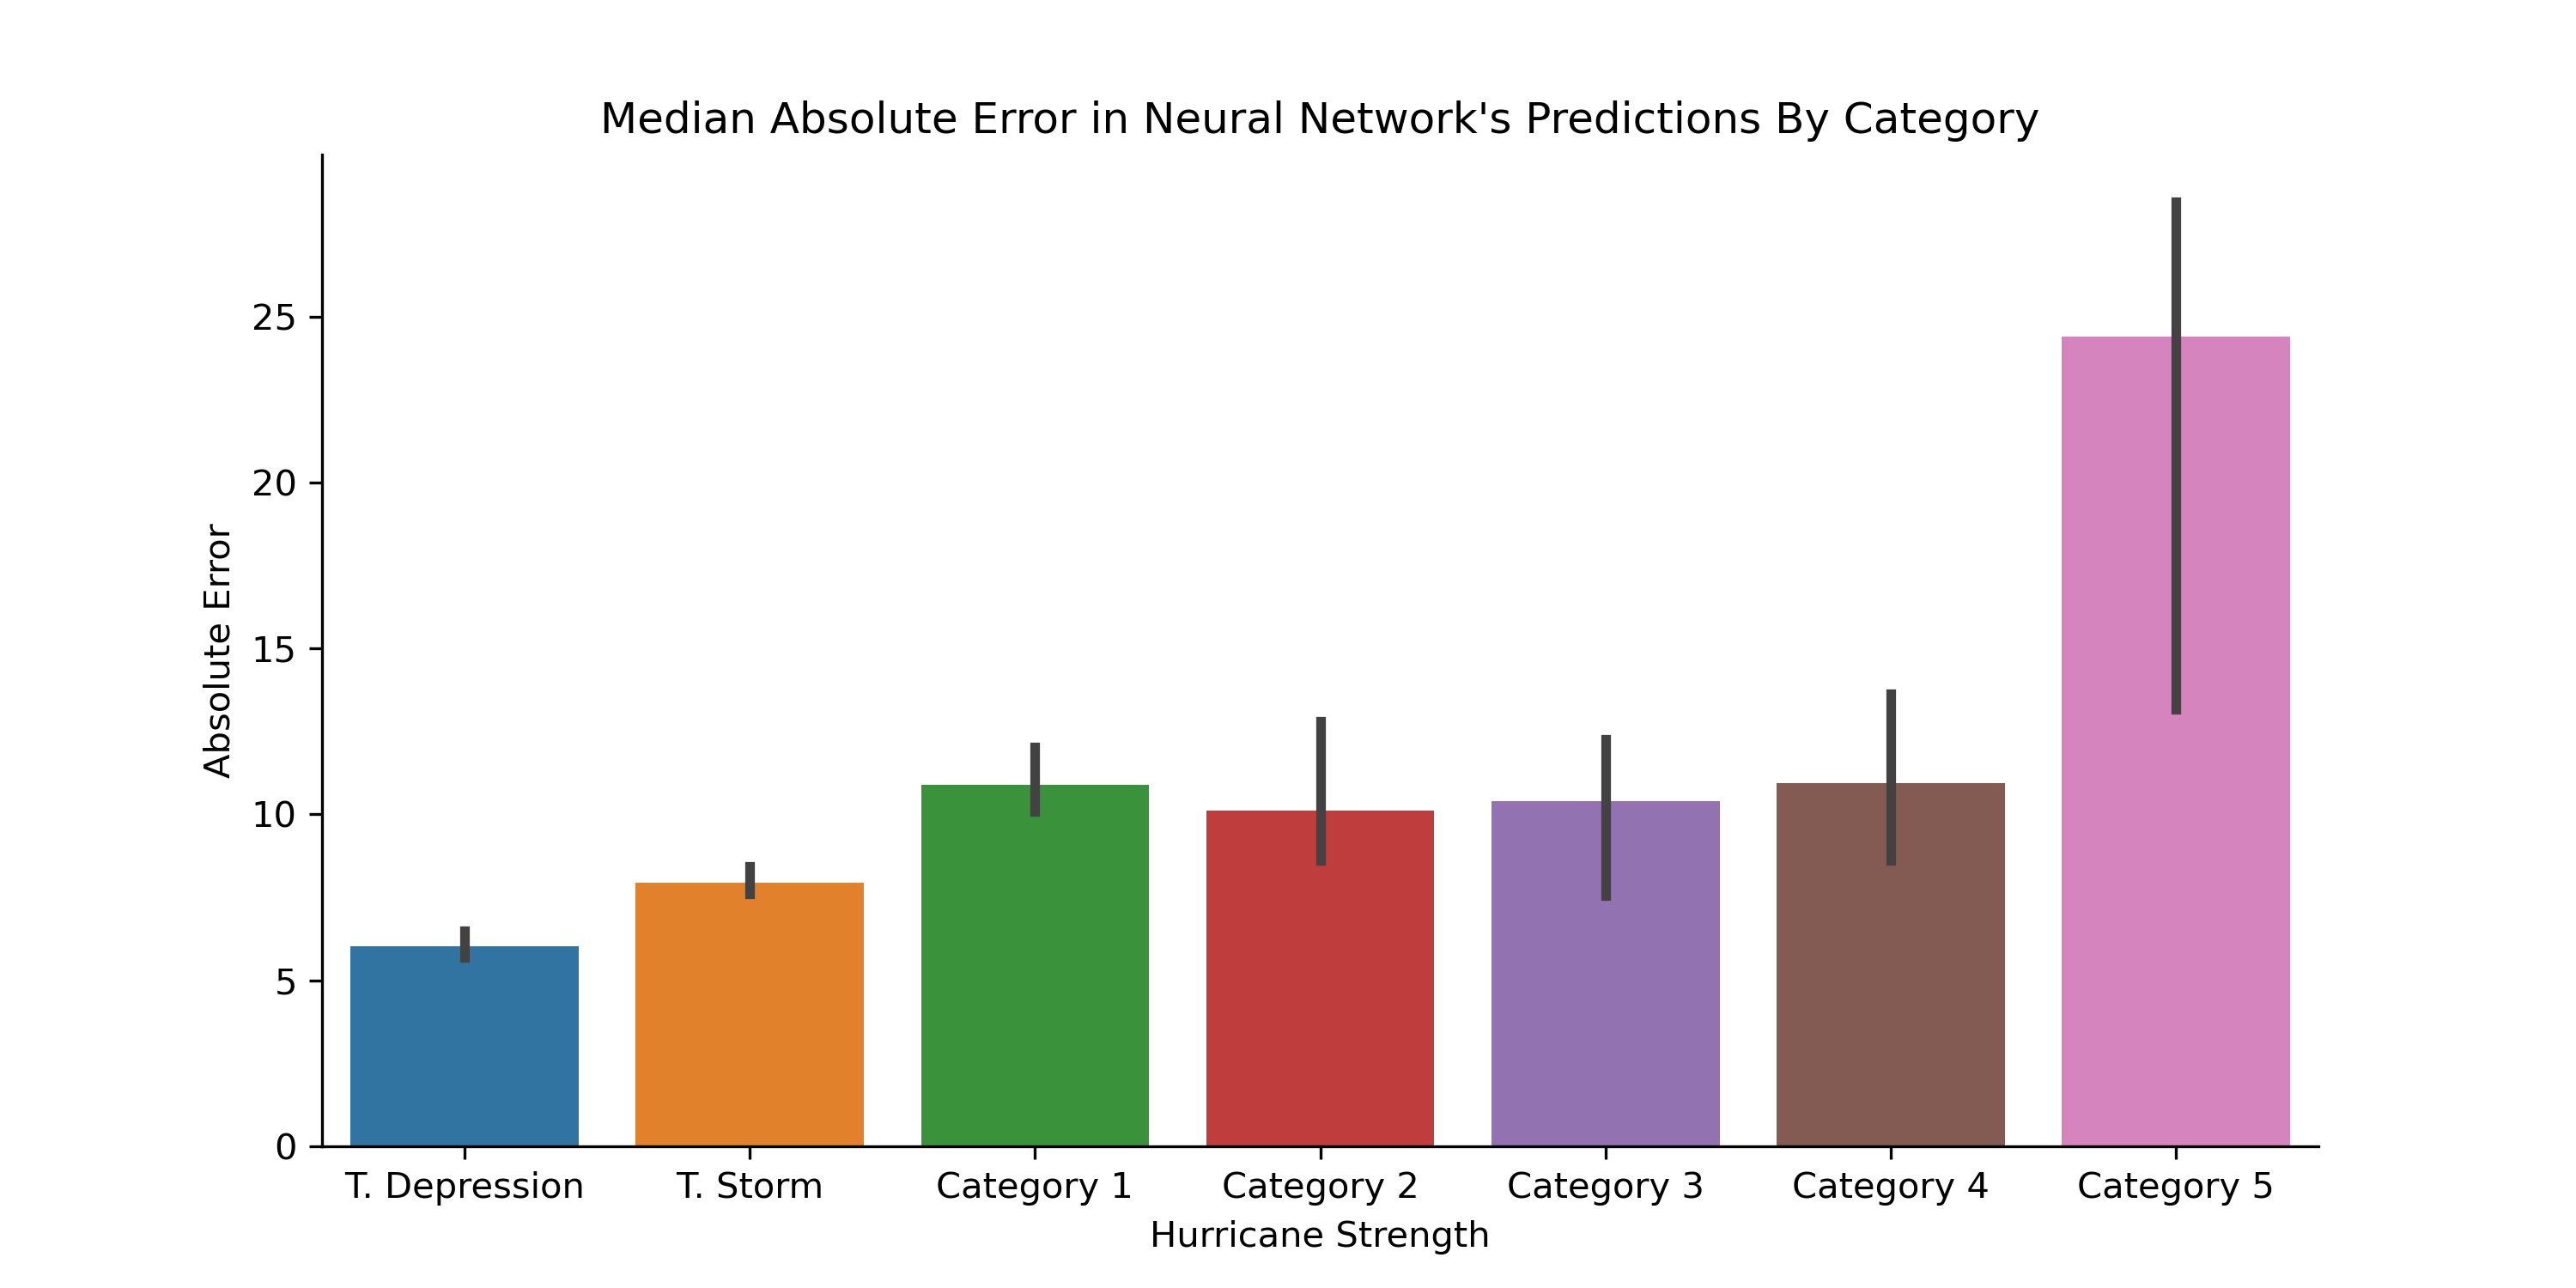 Median Absolute Error in Neural Network's Predictions By Category
25
20
15
10
5
0
Absolute Error
T. Depression T. Storm Category 1 Category 2 Category 3 Category 4 Category 5
Hurricane Strength